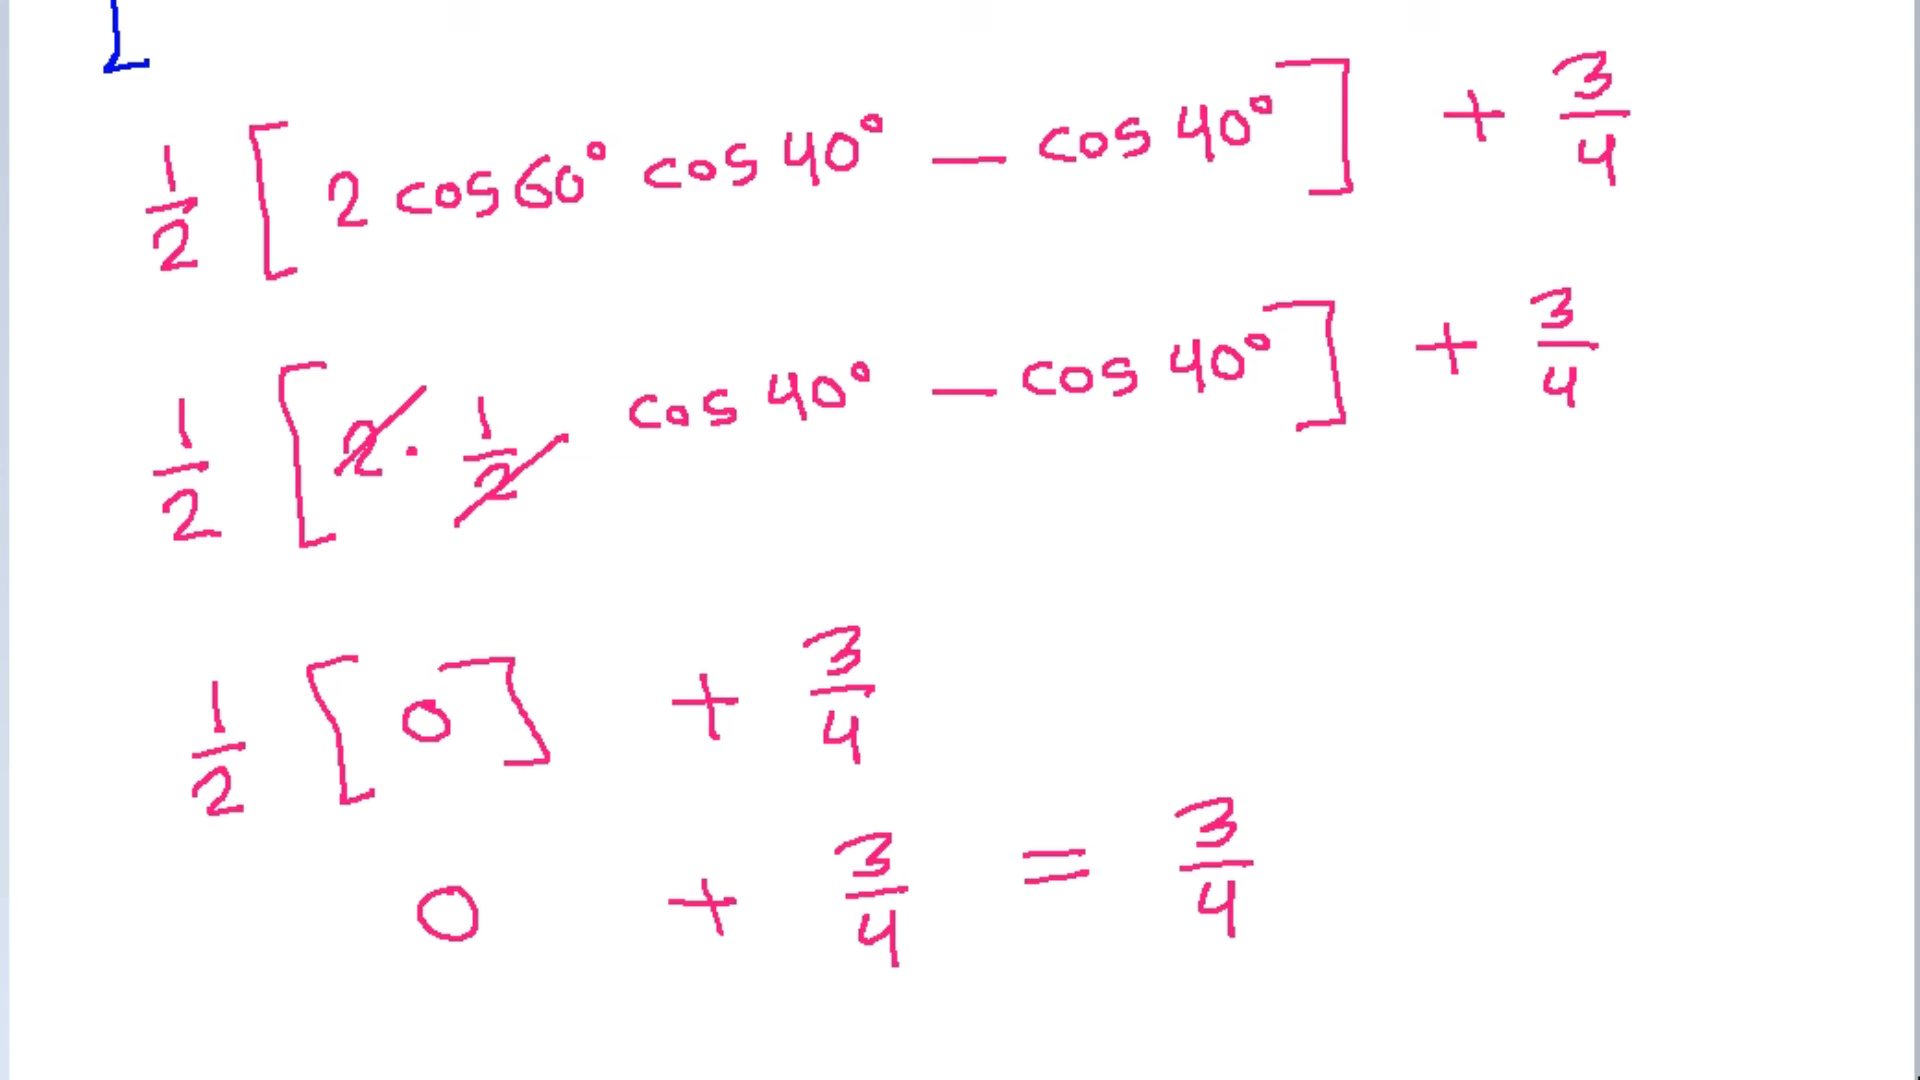 1/2 [ 2 cos 60° cos 40° — cos 40° ] + 3/4
1/2 [ 2 · 1/2 cos 40° — cos 40° ] + 3/4
1/2 [ 0 ] + 3/4
0 + 3/4 = 3/4